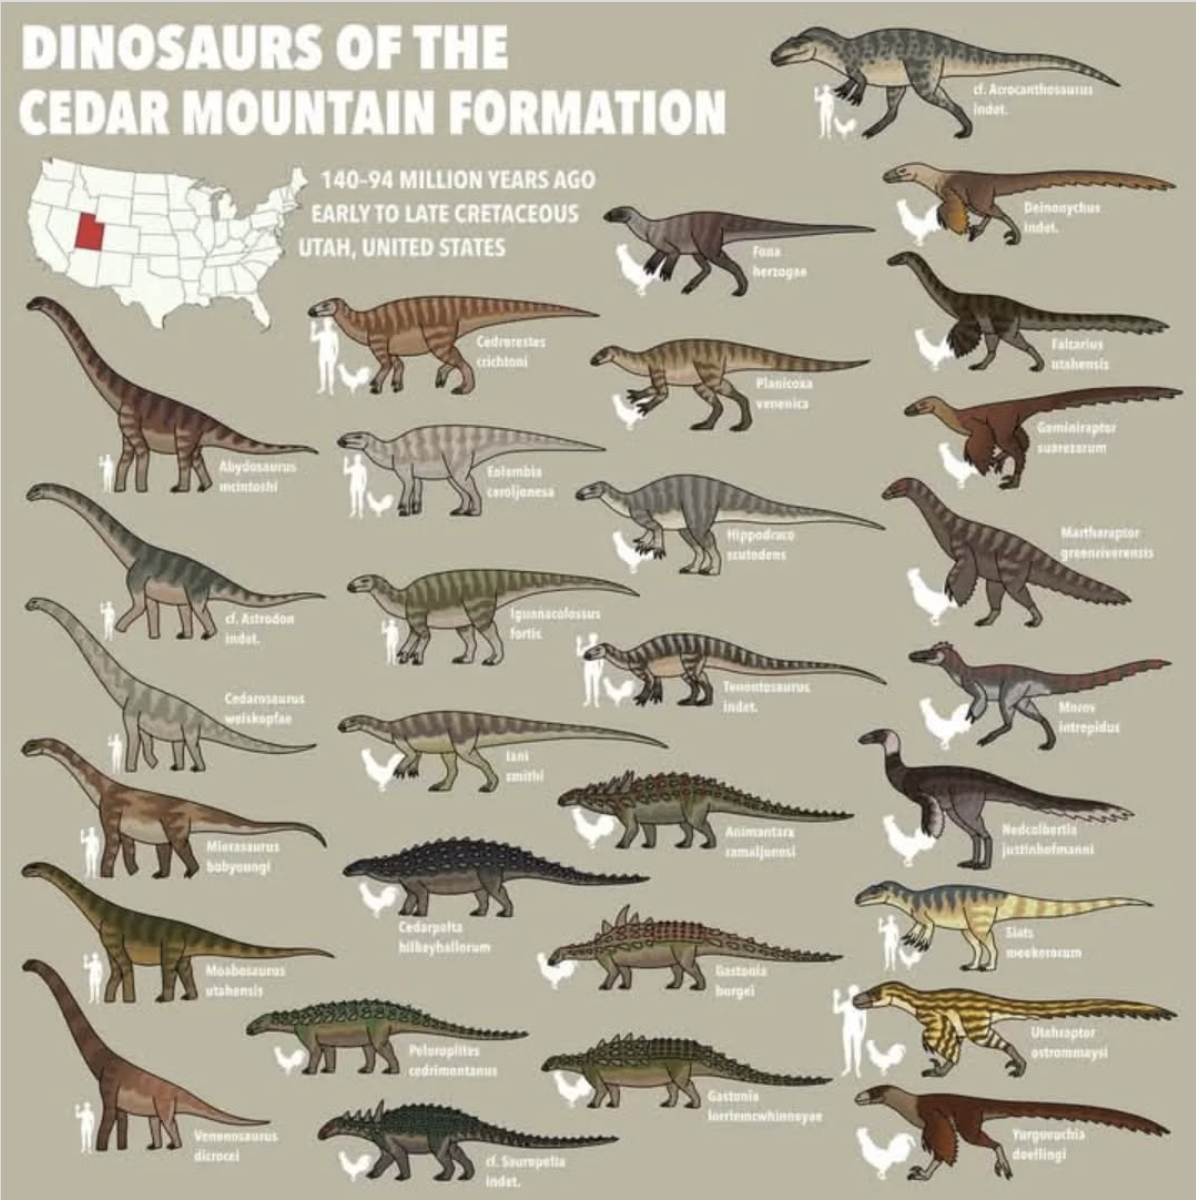 DINOSAURS OF THE
CEDAR MOUNTAIN FORMATION
140-94 MILLION YEARS AGO
EARLY TO LATE CRETACEOUS
UTAH, UNITED STATES
cf. Acrocanthosaurus
indet.
Deinonychus
indet.
Fona
herzogae
Falcarius
utahensis
Cedrorestes
crichtoni
Planicoxa
venenica
Geminiraptor
suarezarum
Abydosaurus
mcintoshi
Eolambia
caroljonesa
Hippodraco
scutodens
Martharaptor
greenriverensis
cf. Astrodon
indet.
Iguanacolossus
fortis
Tenontosaurus
indet.
Cedarosaurus
weiskopfae
Moros
intrepidus
Iani
smithi
Animantarx
ramaljonesi
Nedcolbertia
justinhofmanni
Mierasaurus
bobyoungi
Cedarpelta
bilbeyhallorum
Siats
meekerorum
Moabosaurus
utahensis
Gastonia
burgei
Utahraptor
ostrommaysi
Peloroplites
cedrimontanus
Gastonia
lorriemcwhinneyae
Venenosaurus
dicrocei
cf. Sauropelta
indet.
Yurgovuchia
doellingi